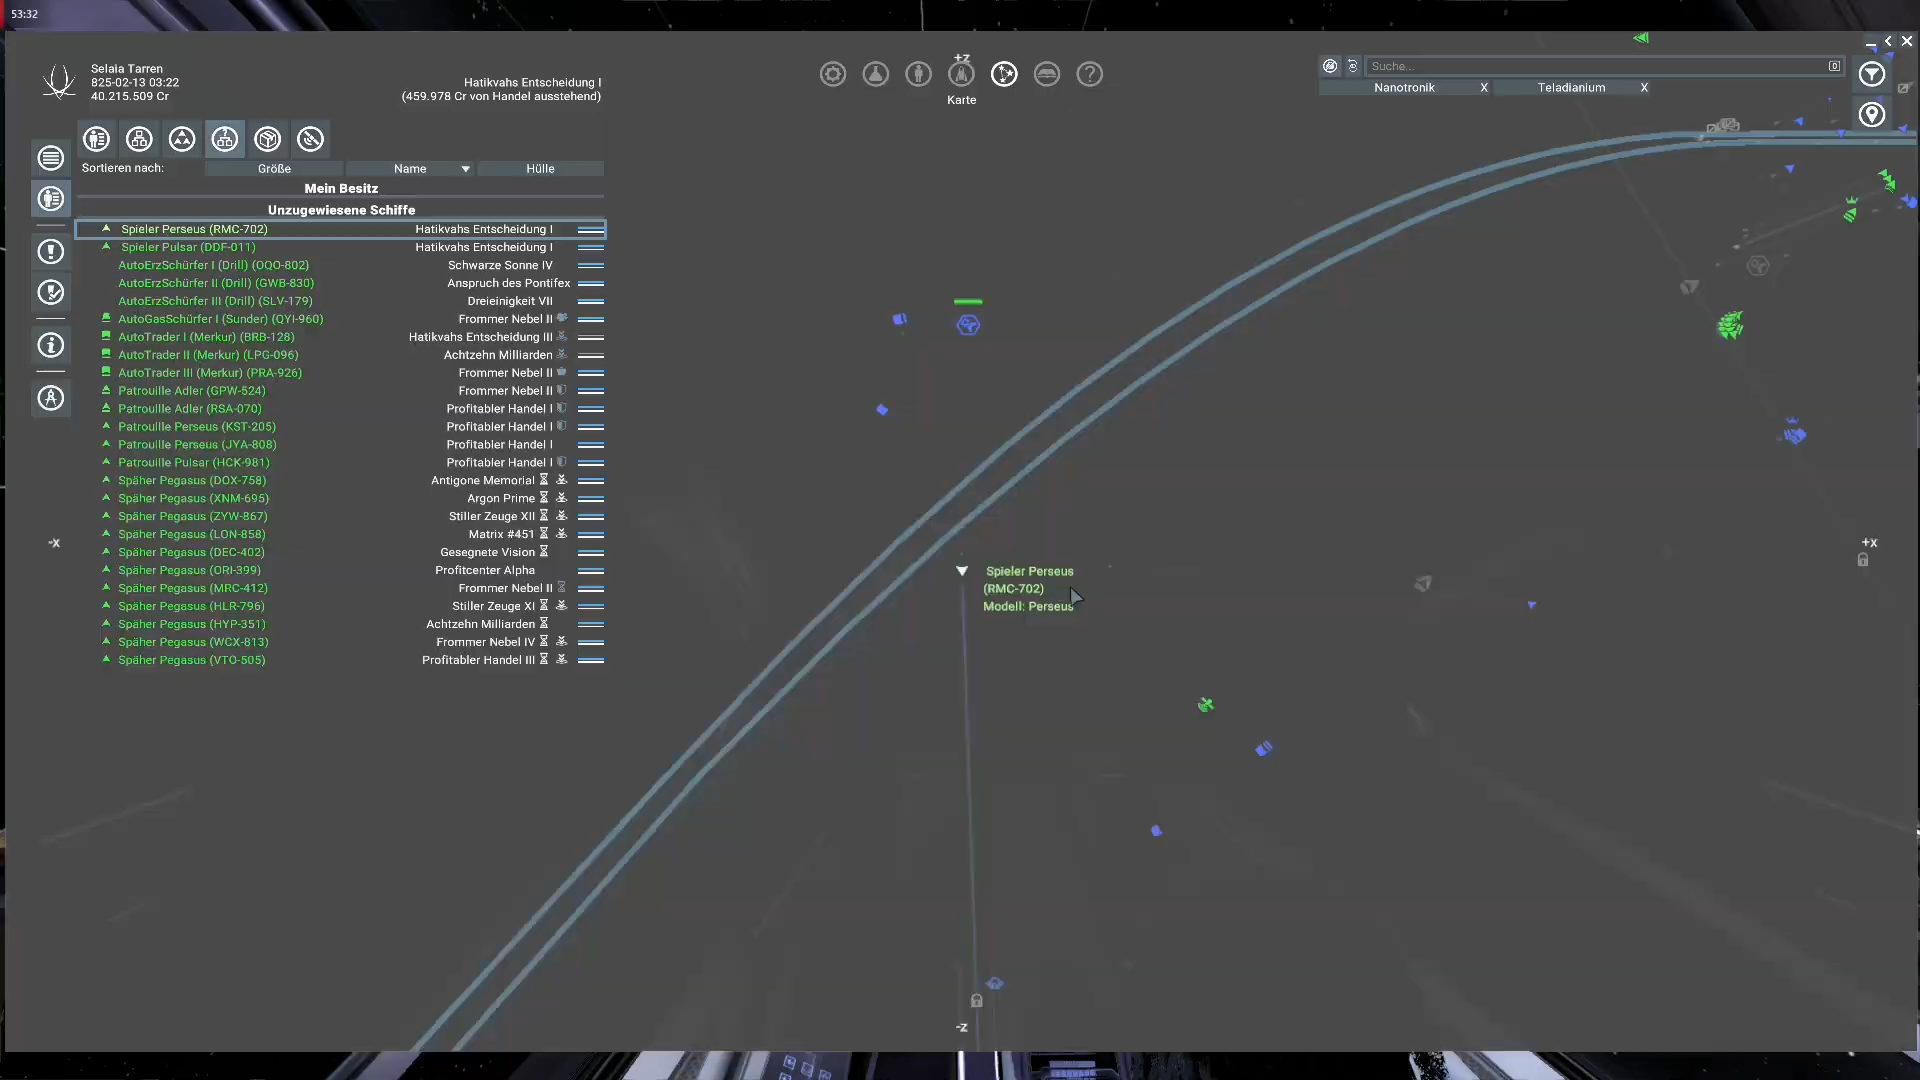 53:32
Selaia Tarren
825-02-13 03:22
40.215.509 Cr
Hatikvahs Entscheidung I
(459.978 Cr von Handel ausstehend)
+Z
Karte
Suche...
Nanotronik X
Teladianium X
Sortieren nach:
Größe
Name
Hülle
Mein Besitz
Unzugewiesene Schiffe
Spieler Perseus (RMC-702) Hatikvahs Entscheidung I
Spieler Pulsar (DDF-011) Hatikvahs Entscheidung I
AutoErzSchürfer I (Drill) (OQO-802) Schwarze Sonne IV
AutoErzSchürfer II (Drill) (GWB-830) Anspruch des Pontifex
AutoErzSchürfer III (Drill) (SLV-179) Dreieinigkeit VII
AutoGasSchürfer I (Sunder) (QYI-960) Frommer Nebel II
AutoTrader I (Merkur) (BRB-128) Hatikvahs Entscheidung III
AutoTrader II (Merkur) (LPG-096) Achtzehn Milliarden
AutoTrader III (Merkur) (PRA-926) Frommer Nebel II
Patrouille Adler (GPW-524) Frommer Nebel II
Patroullie Adler (RSA-070) Profitabler Handel I
Patroullie Perseus (KST-205) Profitabler Handel I
Patrouille Perseus (JYA-808) Profitabler Handel I
Patrouille Pulsar (HCK-981) Profitabler Handel I
Späher Pegasus (DOX-758) Antigone Memorial
Späher Pegasus (XNM-695) Argon Prime
Späher Pegasus (ZYW-867) Stiller Zeuge XII
Späher Pegasus (LON-858) Matrix #451
Späher Pegasus (DEC-402) Gesegnete Vision
Späher Pegasus (ORI-399) Profitcenter Alpha
Späher Pegasus (MRC-412) Frommer Nebel II
Späher Pegasus (HLR-796) Stiller Zeuge XI
Späher Pegasus (HYP-351) Achtzehn Milliarden
Späher Pegasus (WCX-813) Frommer Nebel IV
Späher Pegasus (VTO-505) Profitabler Handel III
-X
+X
Spieler Perseus
(RMC-702)
Modell: Perseus
-Z